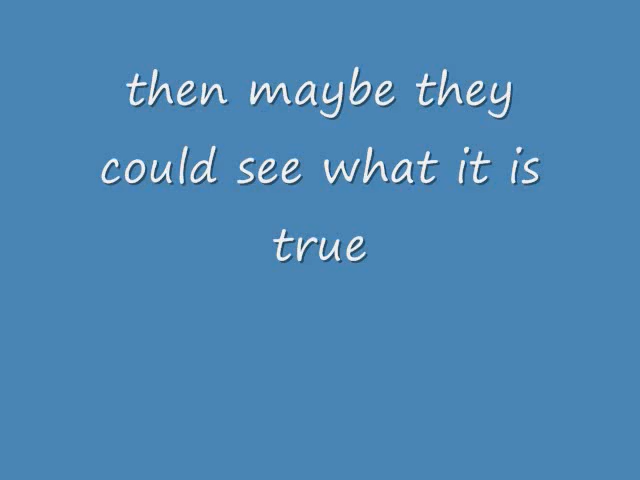 then maybe they
could see what it is
true